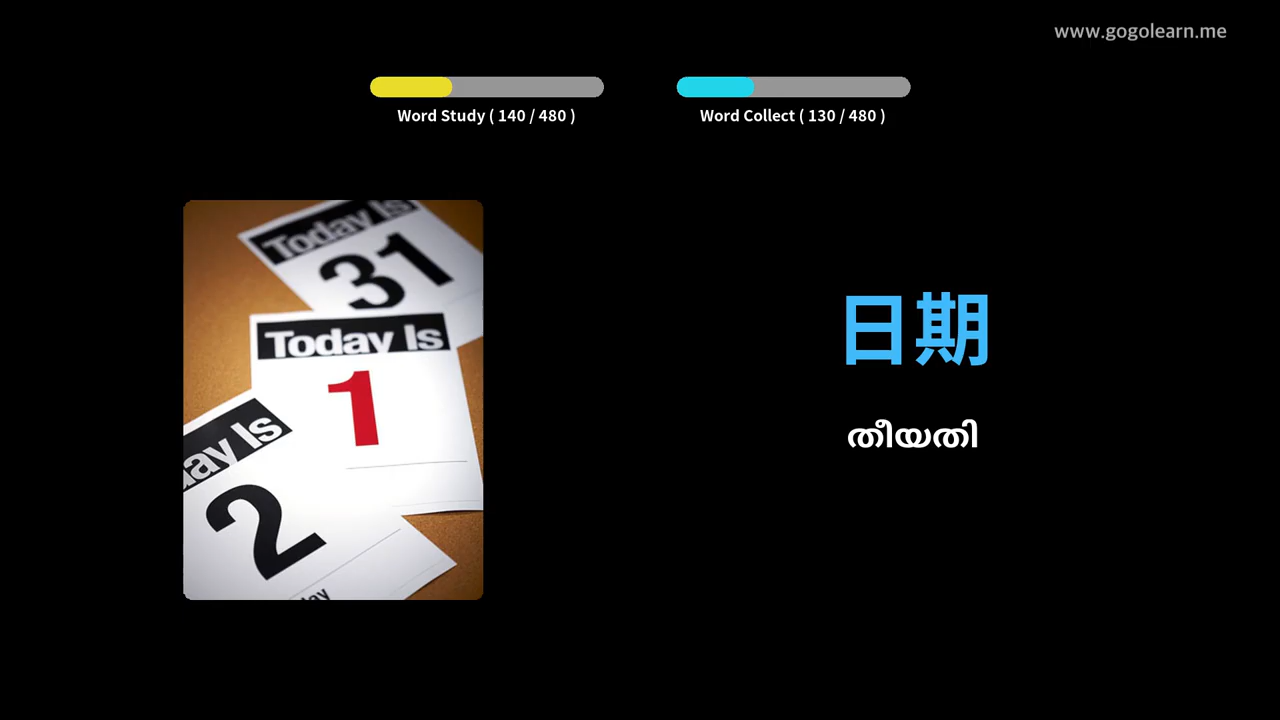 www.gogolearn.me
Word Study ( 140 / 480 )
Word Collect ( 130 / 480 )
Today Is
31
Today Is
1
ay Is
2
ay
日期
തീയതി